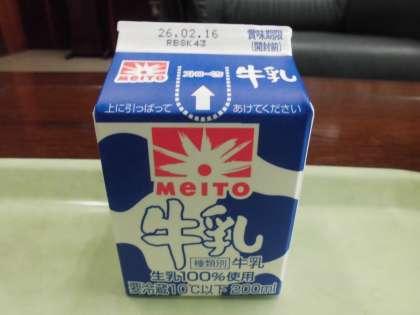 26.02.16
RBSK43
賞味期限
(開封前)
MEITO
ストロー口
牛乳
上に引っぱって
あけてください
MEITO
牛乳
種類別 牛乳
生乳100%使用
要冷蔵10℃以下 200ml